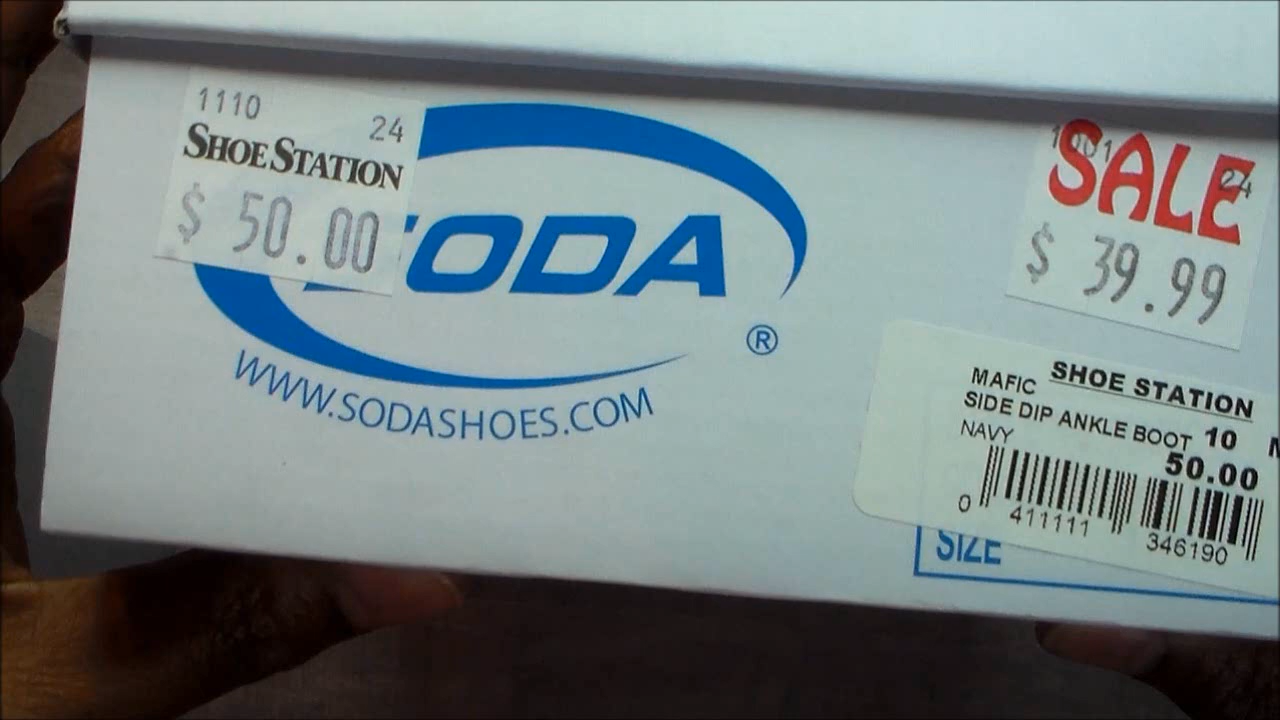 1110 24
SHOE STATION
$ 50.00
SODA
®
WWW.SODASHOES.COM
SALE
24
$ 39.99
SHOE STATION
MAFIC
SIDE DIP ANKLE BOOT 10 M
NAVY
50.00
0 411111 346190
SIZE